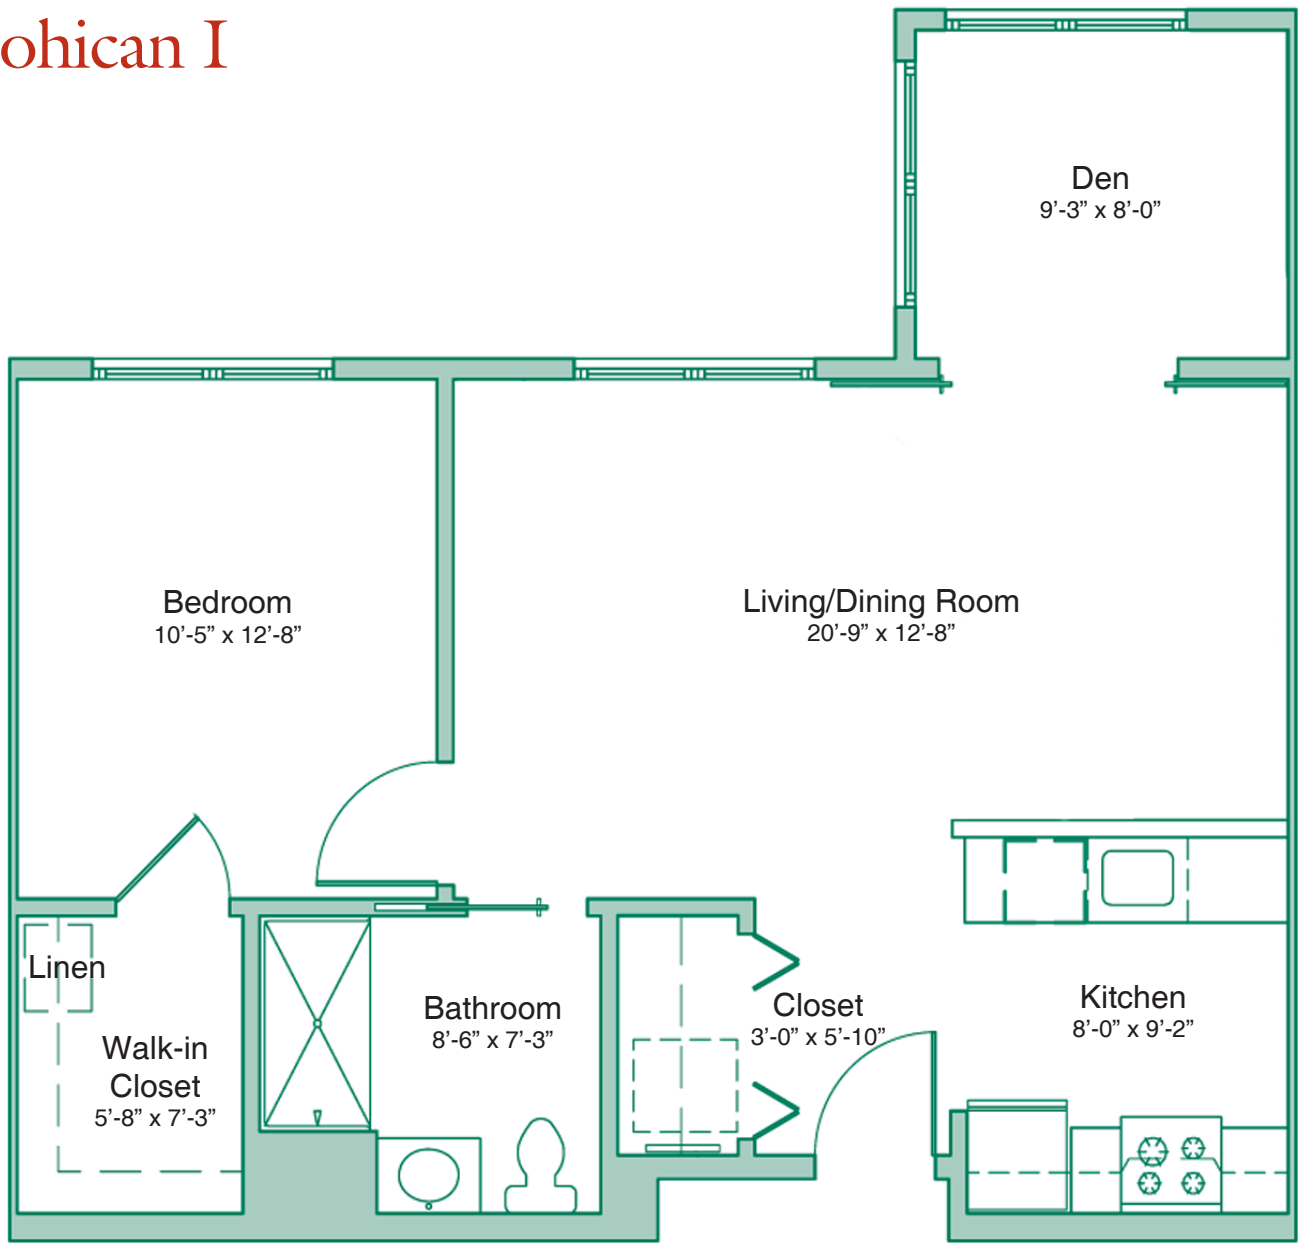 ohican I
Den
9’-3” x 8’-0”
Bedroom
10’-5” x 12’-8”
Living/Dining Room
20’-9” x 12’-8”
Linen
Walk-in
Closet
5’-8” x 7’-3”
Bathroom
8’-6” x 7’-3”
Closet
3’-0” x 5’-10”
Kitchen
8’-0” x 9’-2”